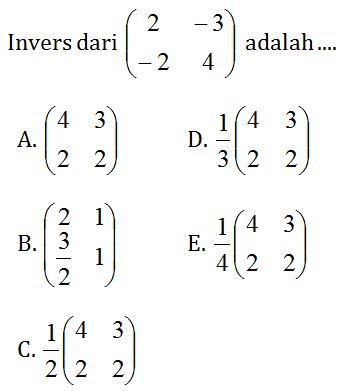 Invers dari \begin{pmatrix} 2 & -3 \\ -2 & 4 \end{pmatrix} adalah ....
A. \begin{pmatrix} 4 & 3 \\ 2 & 2 \end{pmatrix}
B. \begin{pmatrix} 2 & 1 \\ \frac{3}{2} & 1 \end{pmatrix}
C. \frac{1}{2} \begin{pmatrix} 4 & 3 \\ 2 & 2 \end{pmatrix}
D. \frac{1}{3} \begin{pmatrix} 4 & 3 \\ 2 & 2 \end{pmatrix}
E. \frac{1}{4} \begin{pmatrix} 4 & 3 \\ 2 & 2 \end{pmatrix}